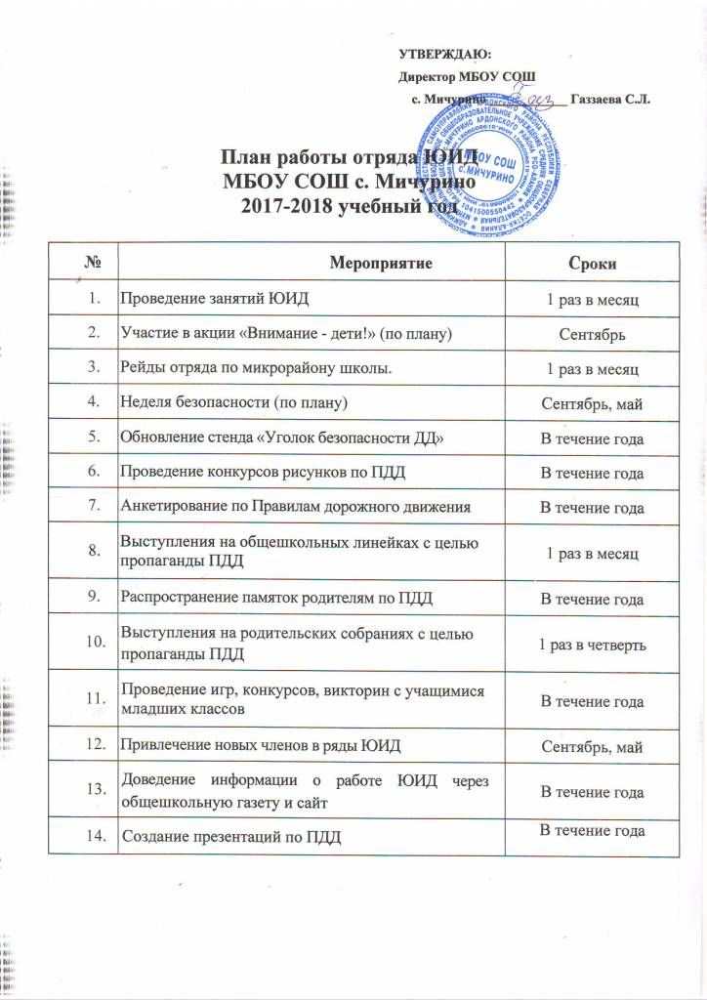 УТВЕРЖДАЮ:
Директор МБОУ СОШ
с. Мичурино Газзаева С.Л.
МБОУ СОШ
с.МИЧУРИНО
План работы отряда ЮИД
МБОУ СОШ с. Мичурино
2017-2018 учебный год
№ Мероприятие Сроки
1. Проведение занятий ЮИД 1 раз в месяц
2. Участие в акции «Внимание - дети!» (по плану) Сентябрь
3. Рейды отряда по микрорайону школы. 1 раз в месяц
4. Неделя безопасности (по плану) Сентябрь, май
5. Обновление стенда «Уголок безопасности ДД» В течение года
6. Проведение конкурсов рисунков по ПДД В течение года
7. Анкетирование по Правилам дорожного движения В течение года
8. Выступления на общешкольных линейках с целью
пропаганды ПДД 1 раз в месяц
9. Распространение памяток родителям по ПДД В течение года
10. Выступления на родительских собраниях с целью
пропаганды ПДД 1 раз в четверть
11. Проведение игр, конкурсов, викторин с учащимися
младших классов В течение года
12. Привлечение новых членов в ряды ЮИД Сентябрь, май
13. Доведение информации о работе ЮИД через
общешкольную газету и сайт В течение года
14. Создание презентаций по ПДД В течение года